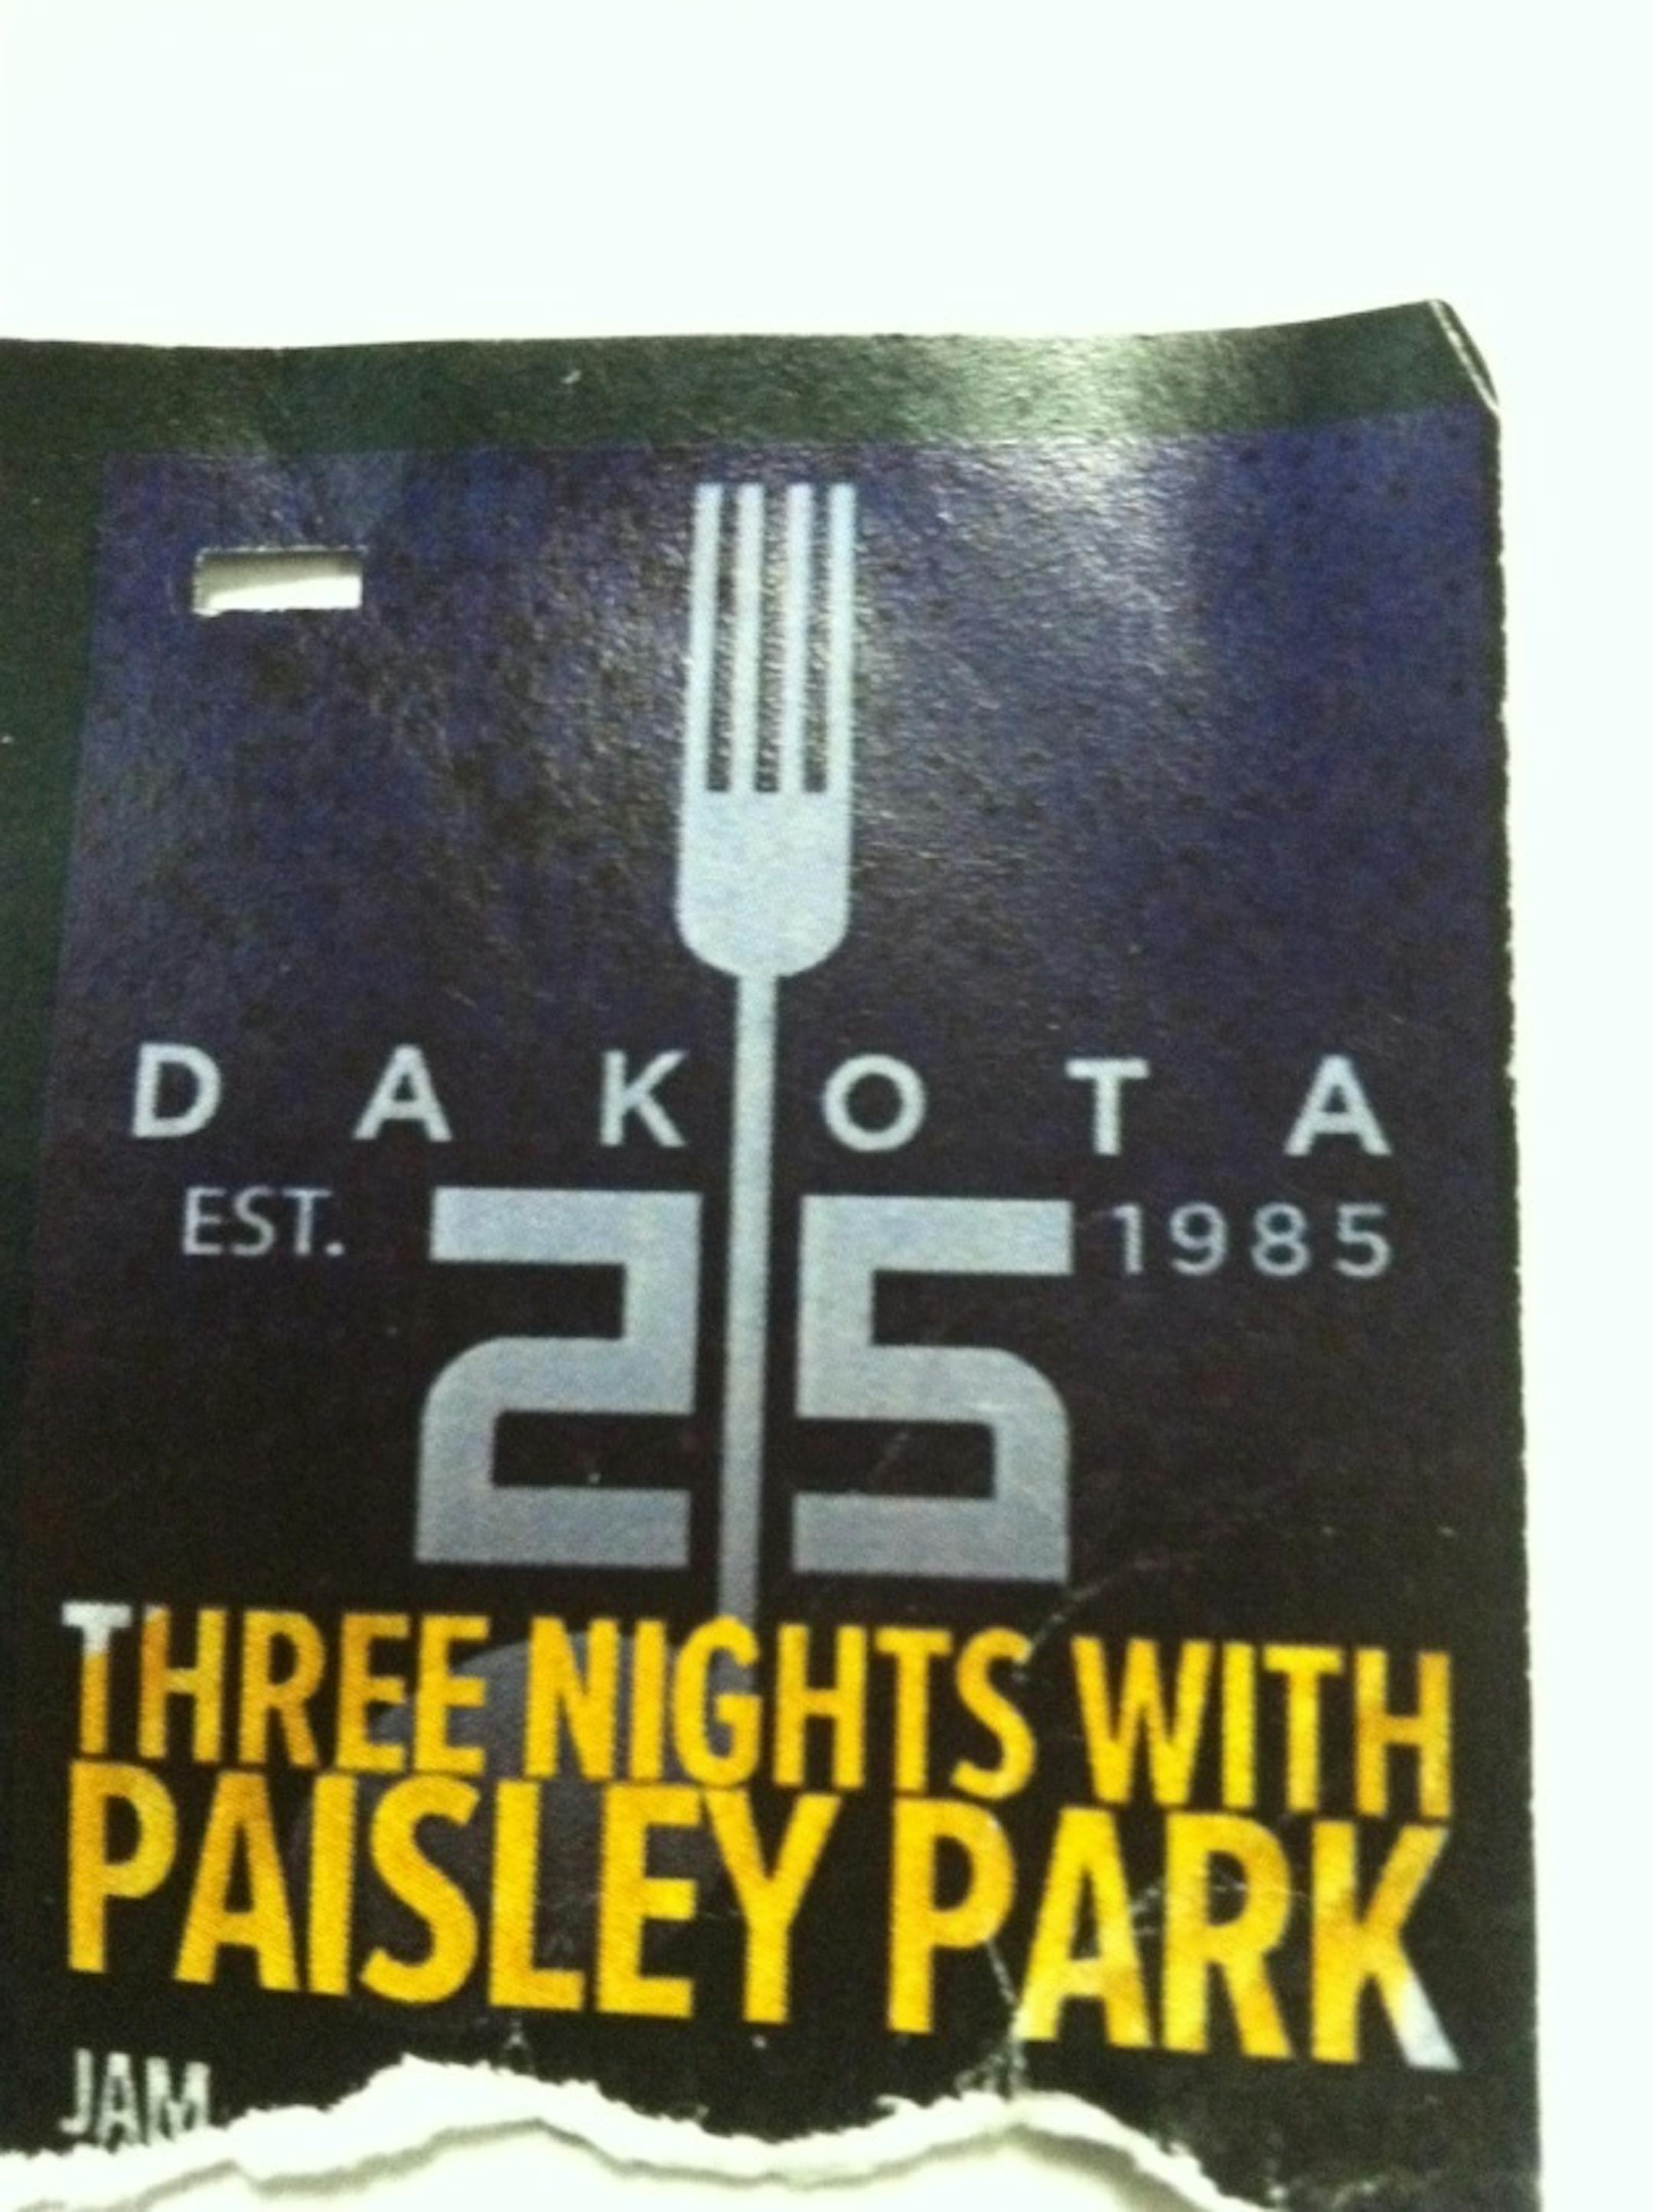 DAKOTA
EST. 25 1985
THREE NIGHTS WITH
PAISLEY PARK
JAM